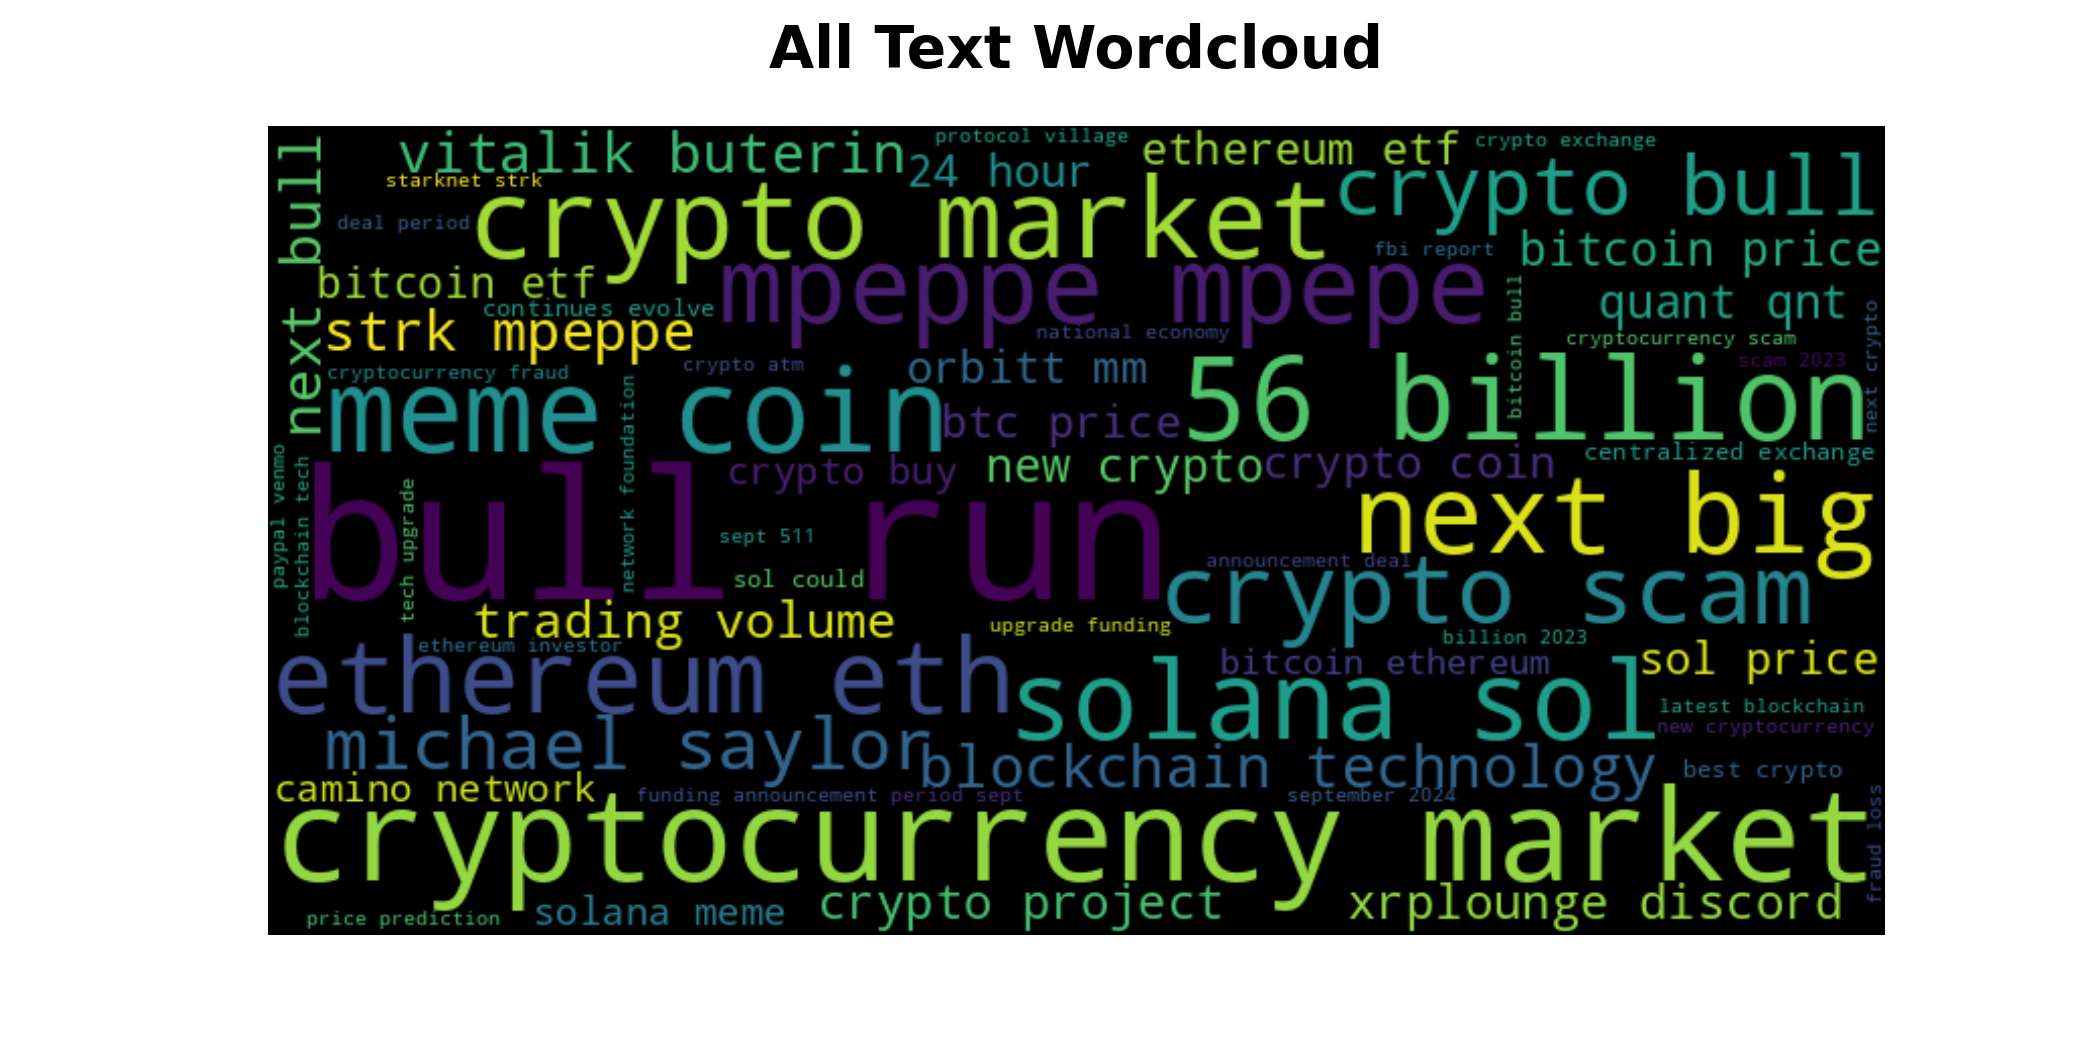 All Text Wordcloud
next bull
vitalik buterin
protocol village
24 hour
ethereum etf
crypto exchange
starknet strk
crypto bull
deal period
crypto market
fbi report
bitcoin price
bitcoin etf
mpeppe mpepe
continues evolve
strk mpeppe
national economy
bitcoin bull
quant qnt
next crypto
cryptocurrency scam
cryptocurrency fraud
crypto atm
orbitt mm
scam 2023
meme coin
network foundation
btc price
56 billion
paypal venmo
blockchain tech
tech upgrade
crypto buy
new crypto
crypto coin
centralized exchange
bull run
sept 511
next big
sol could
announcement deal
crypto scam
trading volume
upgrade funding
billion 2023
ethereum investor
ethereum eth
bitcoin ethereum
sol price
solana sol
latest blockchain
new cryptocurrency
michael saylor
blockchain technology
best crypto
camino network
funding announcement
period sept
september 2024
fraud loss
cryptocurrency market
price prediction
solana meme
crypto project
xrplounge discord